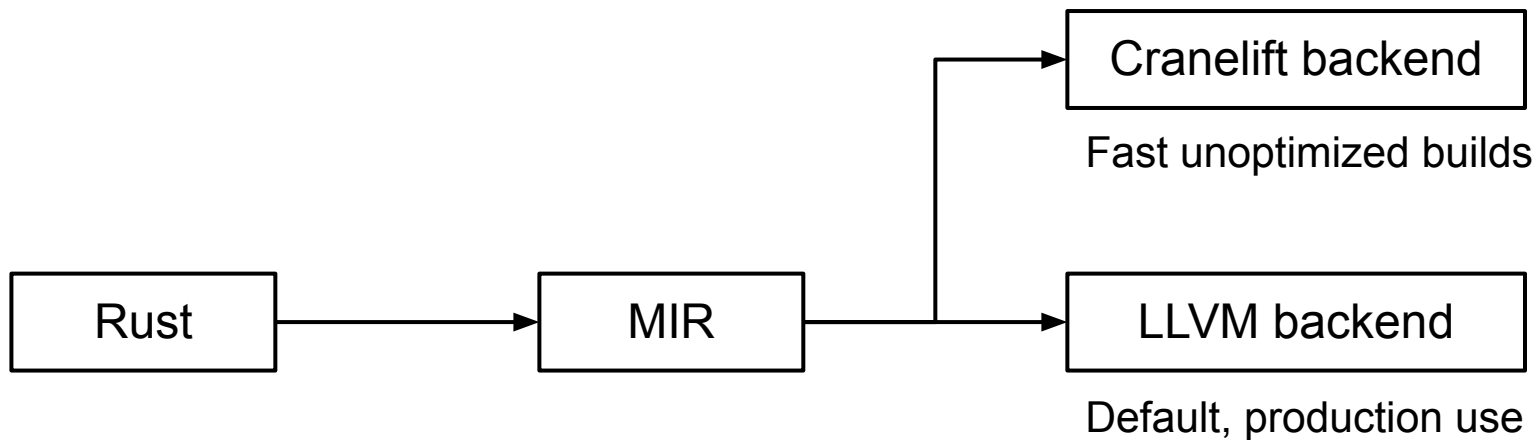 Cranelift backend
Fast unoptimized builds
Rust
MIR
LLVM backend
Default, production use